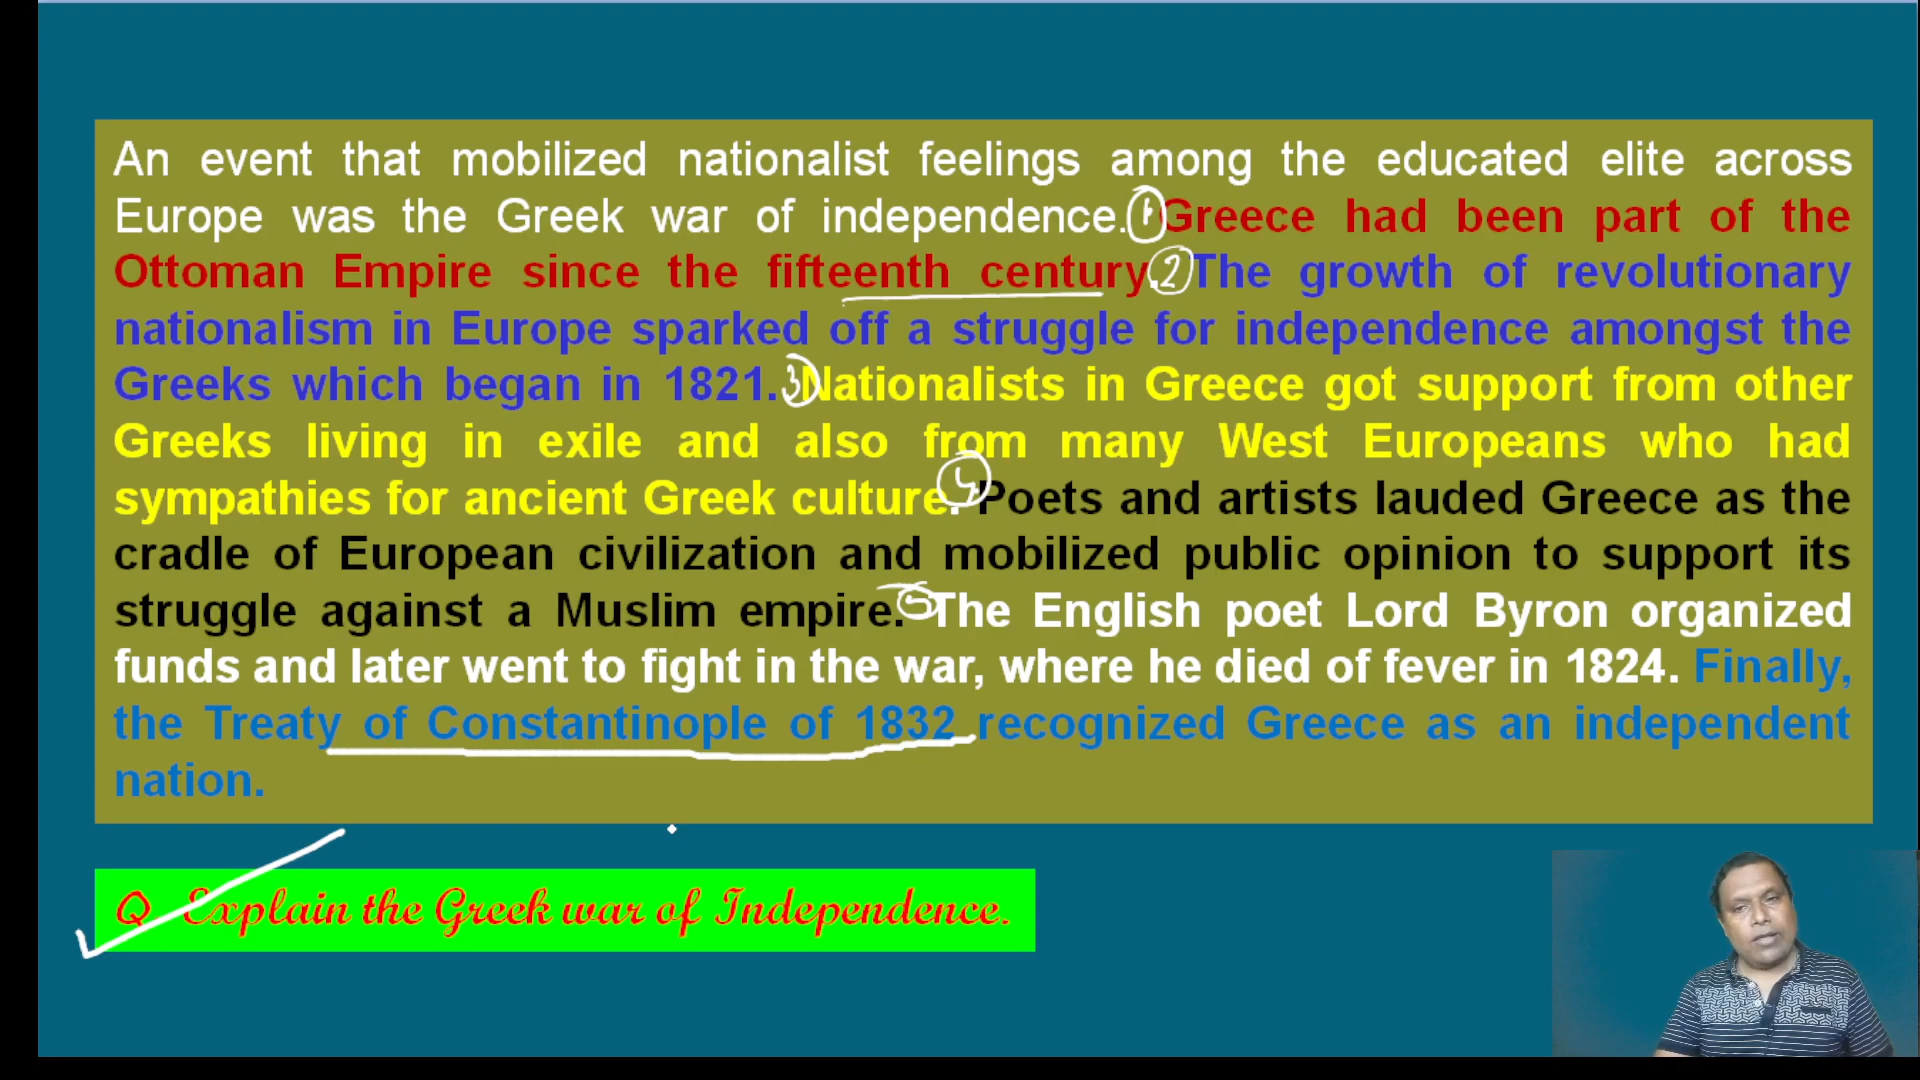 An event that mobilized nationalist feelings among the educated elite across
Europe was the Greek war of independence. 1 Greece had been part of the
Ottoman Empire since the fifteenth century. 2 The growth of revolutionary
nationalism in Europe sparked off a struggle for independence amongst the
Greeks which began in 1821. 3 Nationalists in Greece got support from other
Greeks living in exile and also from many West Europeans who had
sympathies for ancient Greek culture. 4 Poets and artists lauded Greece as the
cradle of European civilization and mobilized public opinion to support its
struggle against a Muslim empire. 5 The English poet Lord Byron organized
funds and later went to fight in the war, where he died of fever in 1824. Finally,
the Treaty of Constantinople of 1832 recognized Greece as an independent
nation.
Q Explain the Greek war of Independence.